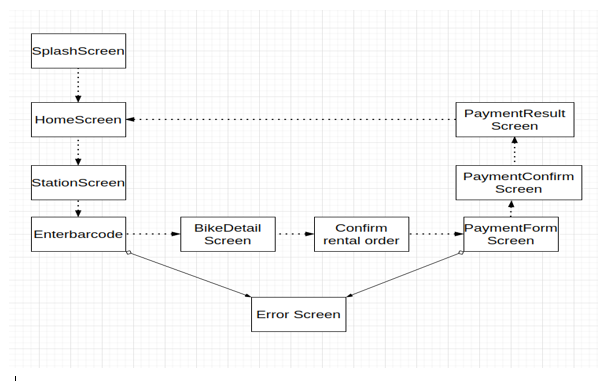 SplashScreen
HomeScreen
PaymentResult
Screen
StationScreen
PaymentConfirm
Screen
Enterbarcode
BikeDetail
Screen
Confirm
rental order
PaymentForm
Screen
Error Screen